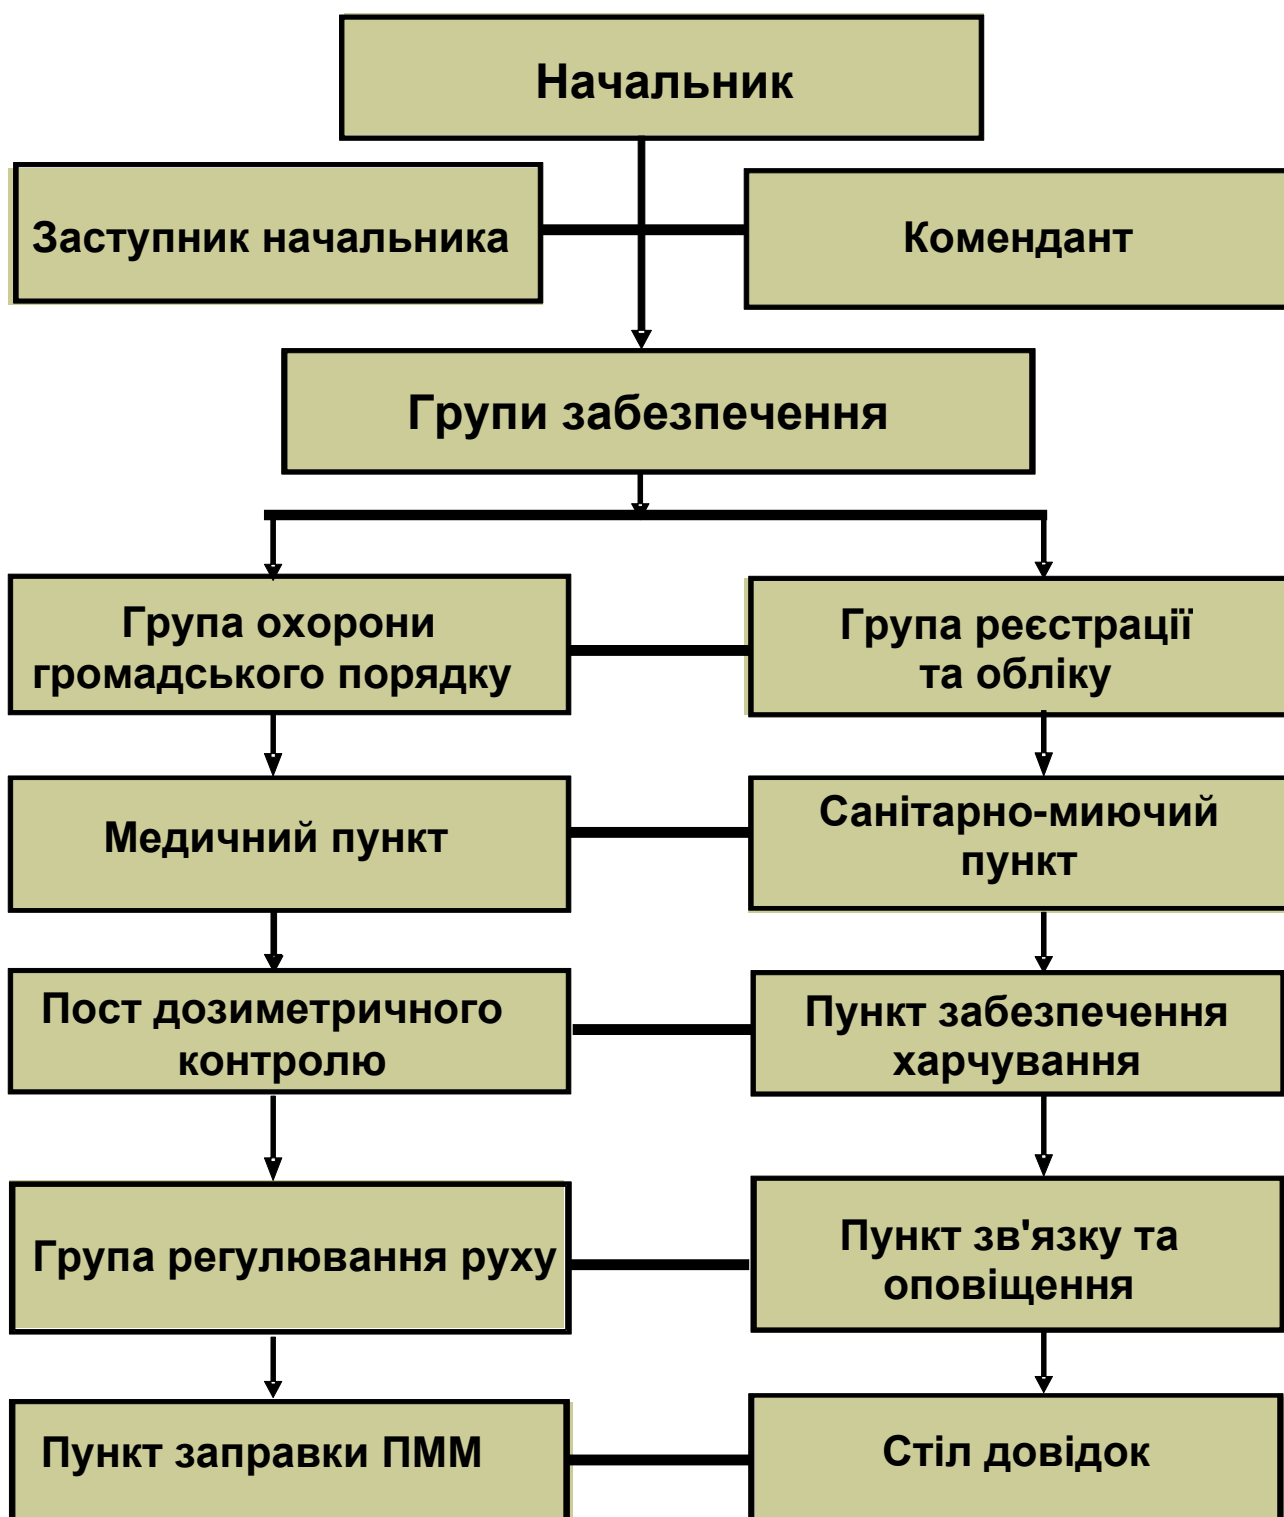 Начальник
Заступник начальника
Комендант
Групи забезпечення
Група охорони
громадського порядку
Група реєстрації
та обліку
Медичний пункт
Санітарно-миючий
пункт
Пост дозиметричного
контролю
Пункт забезпечення
харчування
Група регулювання руху
Пункт зв'язку та
оповіщення
Пункт заправки ПММ
Стіл довідок